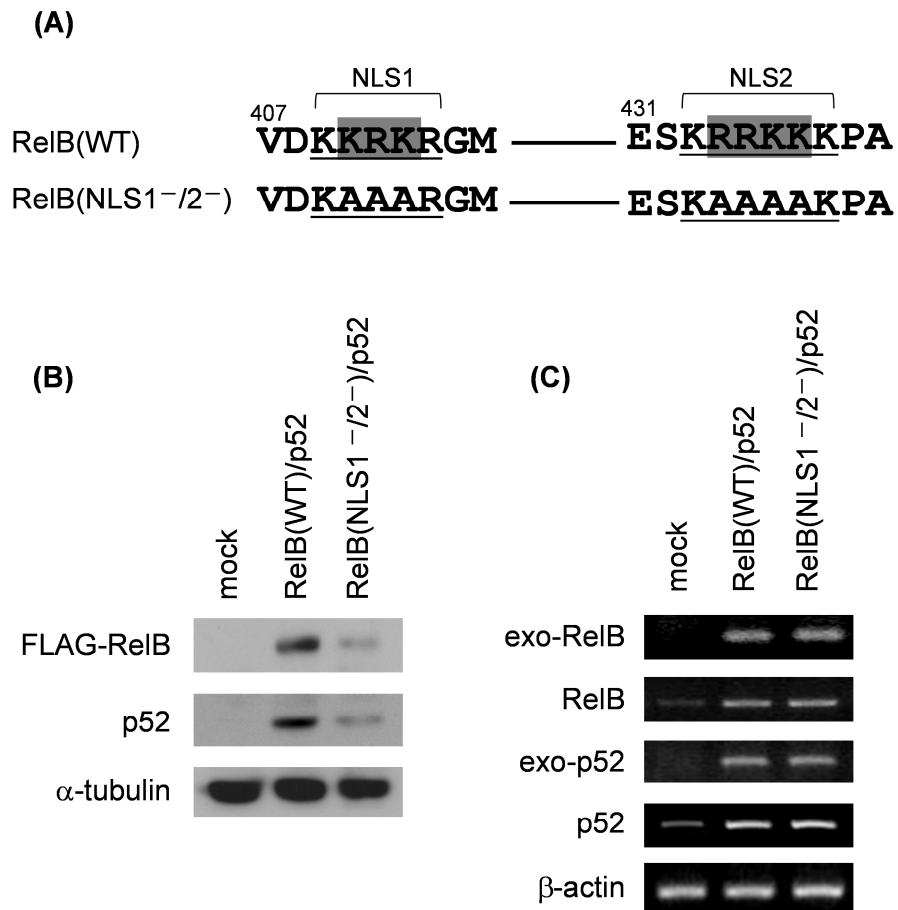 (A)
NLS1 NLS2
407 431
RelB(WT) VDKKRKRGM ESKRRKKKPA
RelB(NLS1⁻/2⁻) VDKAAARGM ESKAAAAKPA
(B)
mock
RelB(WT)/p52
RelB(NLS1⁻/2⁻)/p52
FLAG-RelB
p52
α-tubulin
(C)
mock
RelB(WT)/p52
RelB(NLS1⁻/2⁻)/p52
exo-RelB
RelB
exo-p52
p52
β-actin